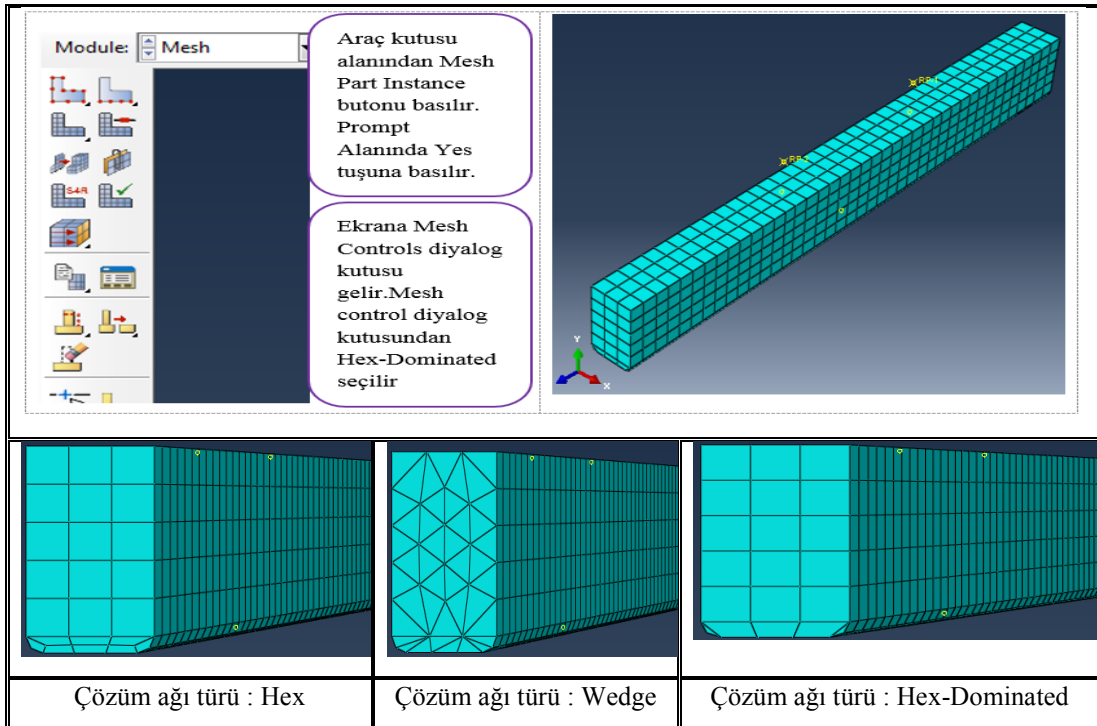 Module: Mesh
S4R
Araç kutusu
alanından Mesh
Part Instance
butonu basılır.
Prompt
Alanında Yes
tuşuna basılır.
Ekrana Mesh
Controls diyalog
kutusu
gelir.Mesh
control diyalog
kutusundan
Hex-Dominated
seçilir
Y
X
Çözüm ağı türü : Hex
Çözüm ağı türü : Wedge
Çözüm ağı türü : Hex-Dominated